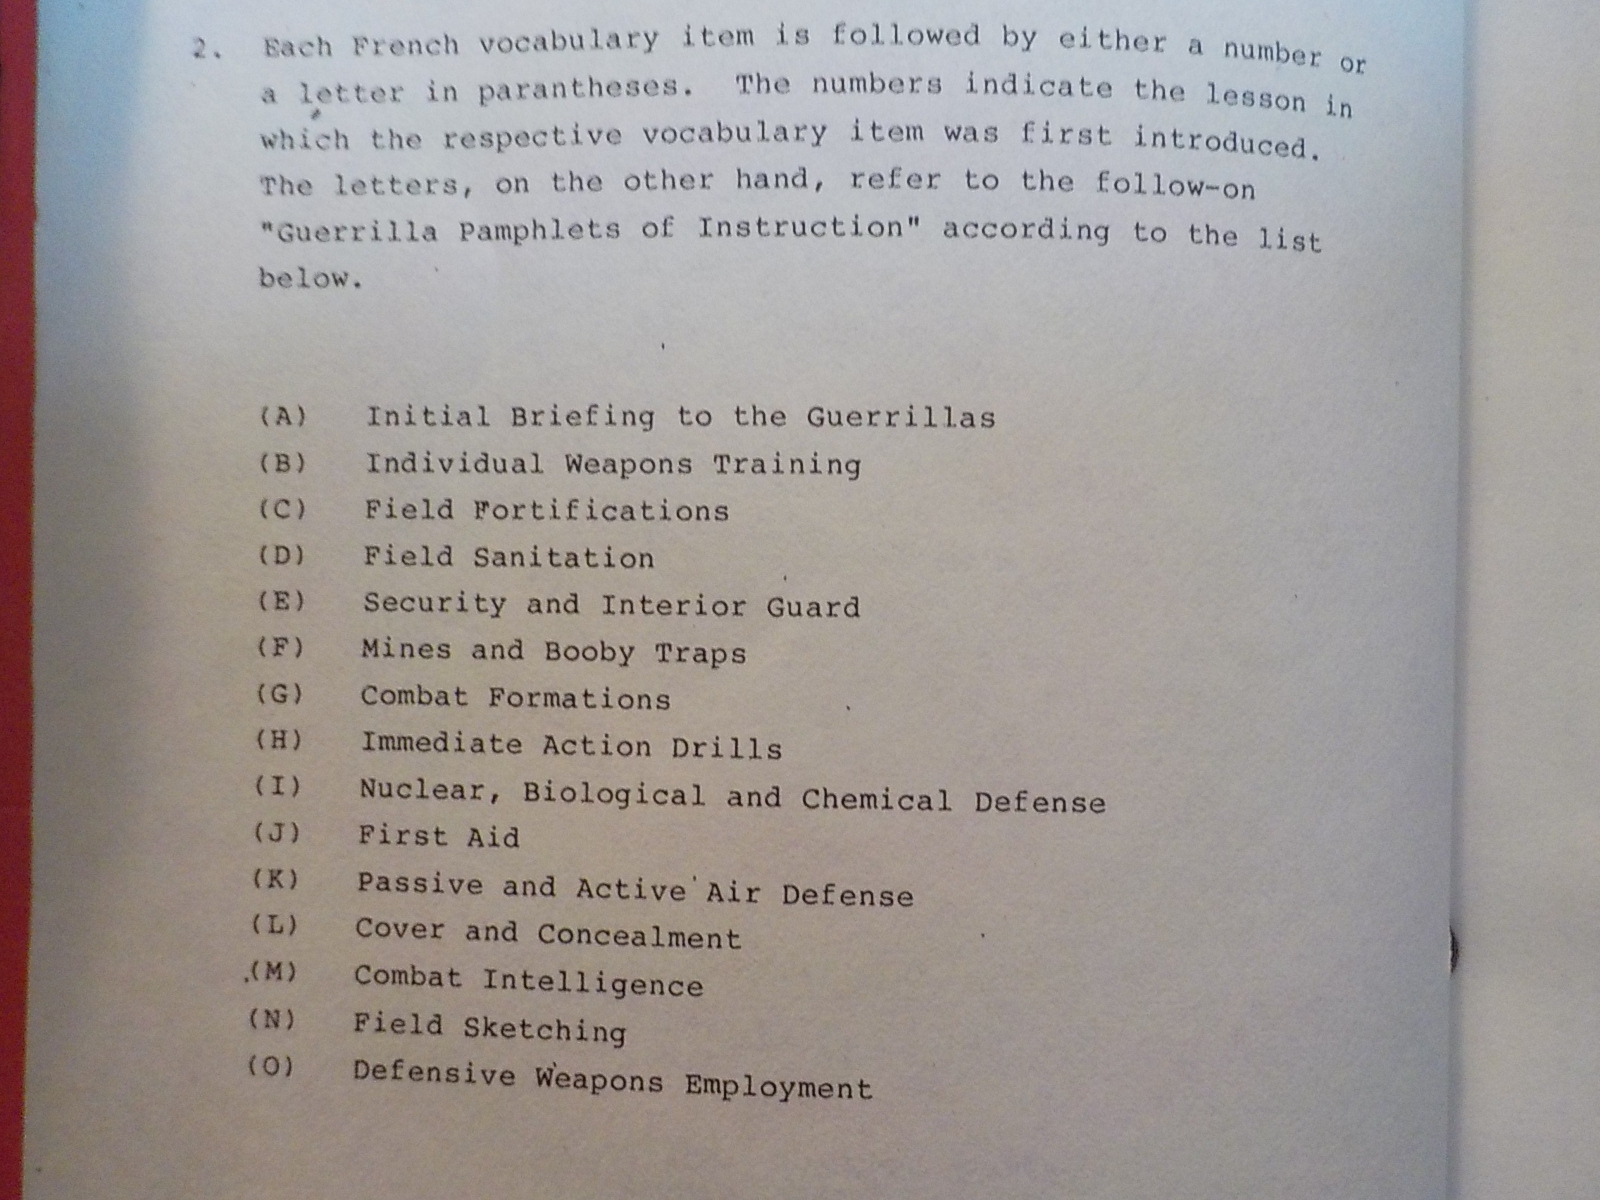 2. Each French vocabulary item is followed by either a number or
a letter in parantheses. The numbers indicate the lesson in
which the respective vocabulary item was first introduced.
The letters, on the other hand, refer to the follow-on
"Guerrilla Pamphlets of Instruction" according to the list
below.
(A) Initial Briefing to the Guerrillas
(B) Individual Weapons Training
(C) Field Fortifications
(D) Field Sanitation
(E) Security and Interior Guard
(F) Mines and Booby Traps
(G) Combat Formations
(H) Immediate Action Drills
(I) Nuclear, Biological and Chemical Defense
(J) First Aid
(K) Passive and Active Air Defense
(L) Cover and Concealment
(M) Combat Intelligence
(N) Field Sketching
(O) Defensive Weapons Employment